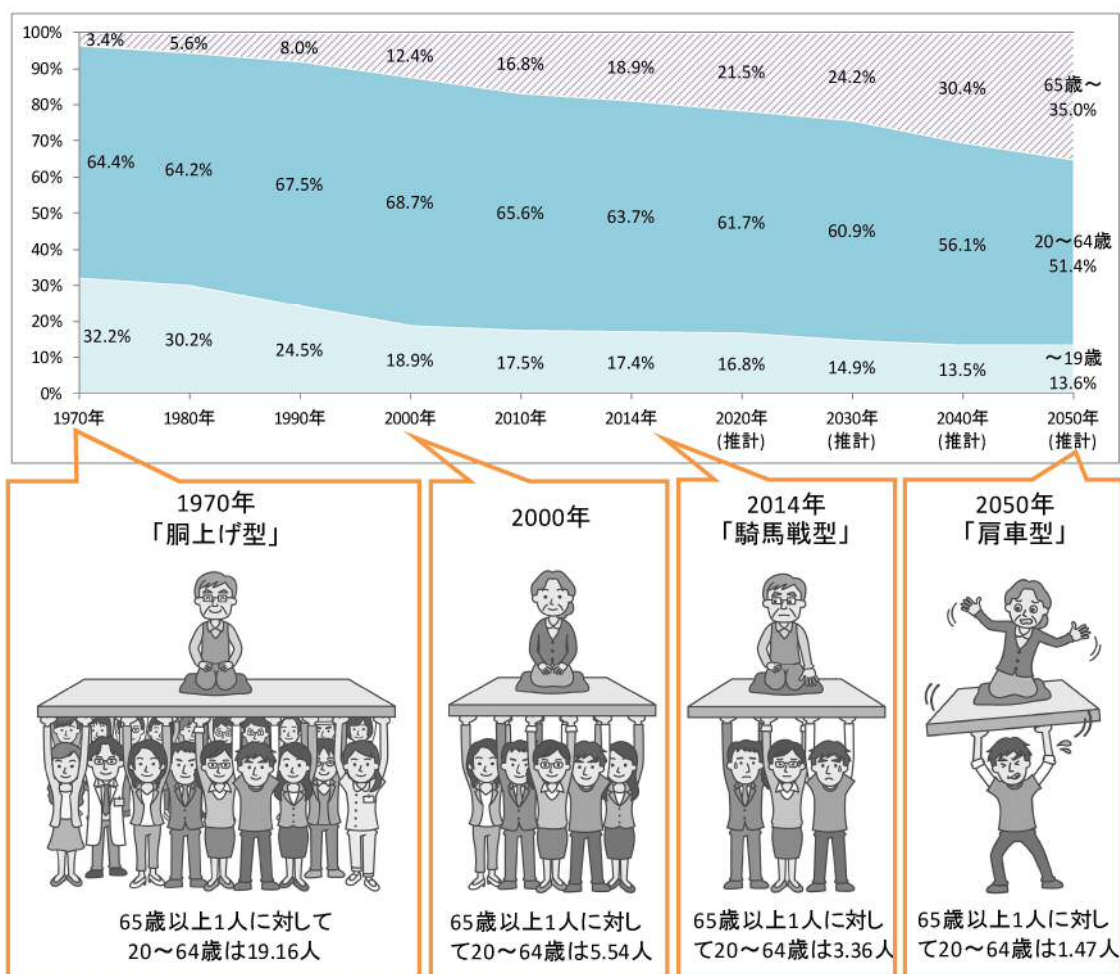 100%
90%
80%
70%
60%
50%
40%
30%
20%
10%
0%
3.4% 5.6% 8.0% 12.4% 16.8% 18.9% 21.5% 24.2% 30.4% 65歳～
35.0%
64.4% 64.2% 67.5% 68.7% 65.6% 63.7% 61.7% 60.9% 56.1% 20～64歳
51.4%
32.2% 30.2% 24.5% 18.9% 17.5% 17.4% 16.8% 14.9% 13.5% ～19歳
13.6%
1970年 1980年 1990年 2000年 2010年 2014年 2020年 2030年 2040年 2050年
(推計) (推計) (推計) (推計)
1970年
「胴上げ型」
65歳以上1人に対して
20～64歳は19.16人
2000年
65歳以上1人に対し
て20～64歳は5.54人
2014年
「騎馬戦型」
65歳以上1人に対し
て20～64歳は3.36人
2050年
「肩車型」
65歳以上1人に対し
て20～64歳は1.47人